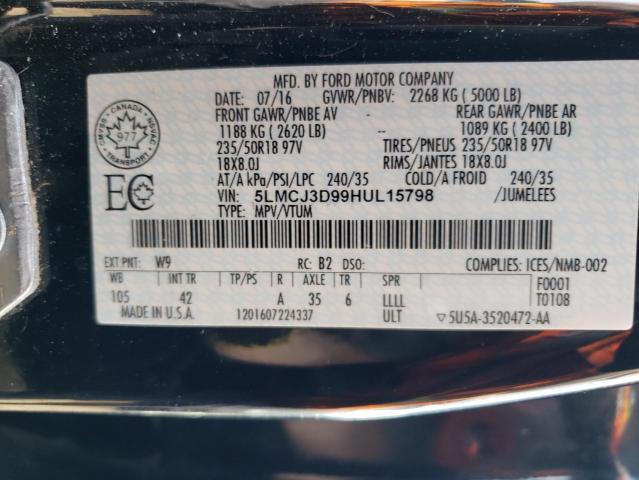 MFD. BY FORD MOTOR COMPANY
DATE: 07/16 GVWR/PNBV: 2268 KG ( 5000 LB)
FRONT GAWR/PNBE AV REAR GAWR/PNBE AR
1188 KG ( 2620 LB) -- 1089 KG ( 2400 LB)
235/50R18 97V TIRES/PNEUS 235/50R18 97V
18X8.0J RIMS/JANTES 18X8.0J
AT/A kPa/PSI/LPC 240/35 COLD/A FROID 240/35
VIN: 5LMCJ3D99HUL15798 /JUMELEES
TYPE: MPV/VTUM
CANADA
CMVSS NSVAC
977
TRANSPORT
EC
EXT PNT: W9 RC: B2 DSO: COMPLIES: ICES/NMB-002
WB INT TR TP/PS R AXLE TR SPR F0001
105 42 A 35 6 LLLL T0108
MADE IN U.S.A. 1201607224337 ULT ▽5U5A-3520472-AA